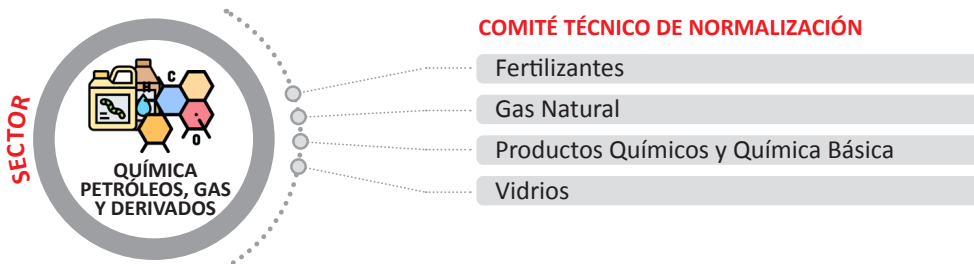 SECTOR
C
H
O
QUÍMICA
PETRÓLEOS, GAS
Y DERIVADOS
COMITÉ TÉCNICO DE NORMALIZACIÓN
Fertilizantes
Gas Natural
Productos Químicos y Química Básica
Vidrios